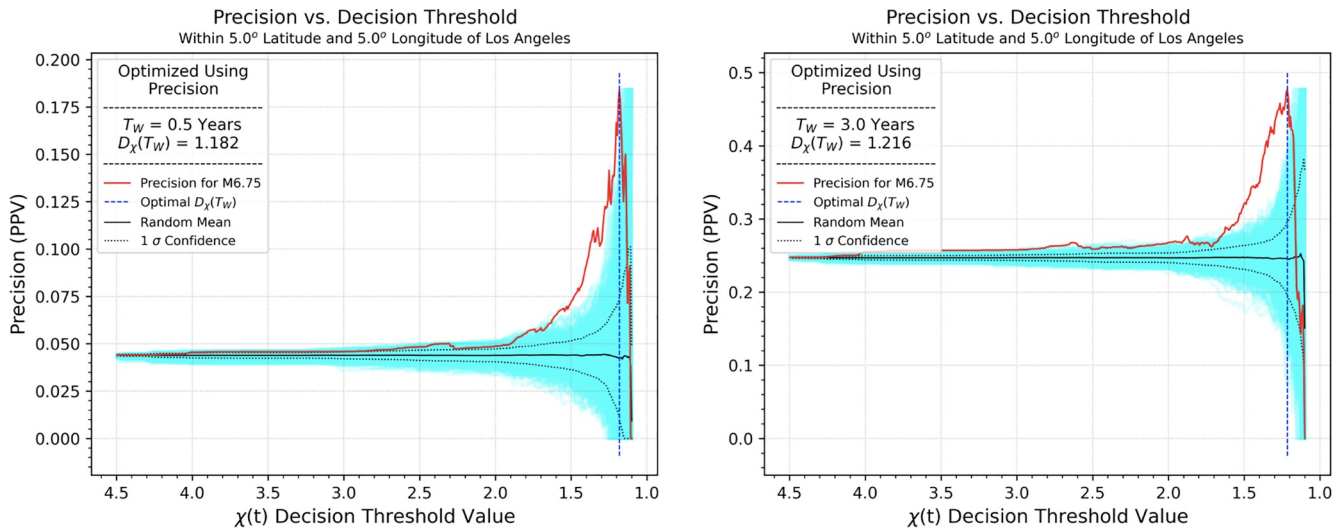 Precision vs. Decision Threshold
Within 5.0° Latitude and 5.0° Longitude of Los Angeles
0.200
0.175
0.150
0.125
0.100
0.075
0.050
0.025
0.000
Precision (PPV)
Optimized Using
Precision
T_W = 0.5 Years
D_χ(T_W) = 1.182
Precision for M6.75
Optimal D_χ(T_W)
Random Mean
1 σ Confidence
4.5 4.0 3.5 3.0 2.5 2.0 1.5 1.0
χ(t) Decision Threshold Value
Precision vs. Decision Threshold
Within 5.0° Latitude and 5.0° Longitude of Los Angeles
0.5
0.4
0.3
0.2
0.1
0.0
Precision (PPV)
Optimized Using
Precision
T_W = 3.0 Years
D_χ(T_W) = 1.216
Precision for M6.75
Optimal D_χ(T_W)
Random Mean
1 σ Confidence
4.5 4.0 3.5 3.0 2.5 2.0 1.5 1.0
χ(t) Decision Threshold Value